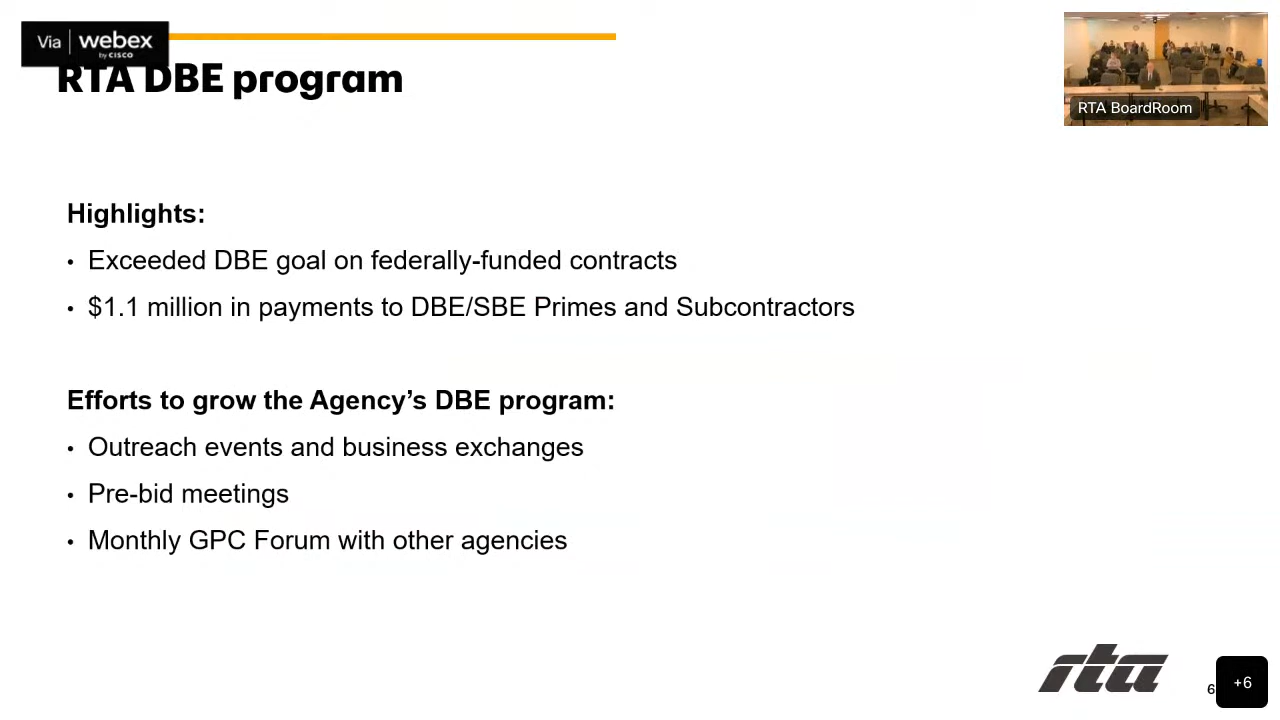 Via webex
by CISCO
RTA DBE program
RTA BoardRoom
Highlights:
• Exceeded DBE goal on federally-funded contracts
• $1.1 million in payments to DBE/SBE Primes and Subcontractors
Efforts to grow the Agency’s DBE program:
• Outreach events and business exchanges
• Pre-bid meetings
• Monthly GPC Forum with other agencies
rta
6
+6